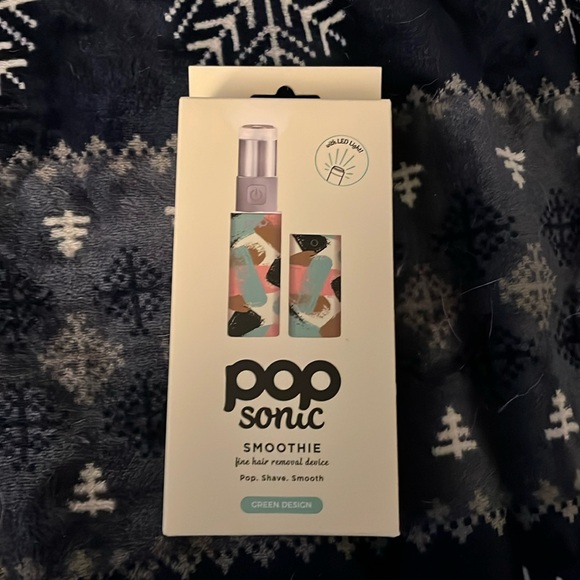 with LED Light!
pop
sonic
SMOOTHIE
fine hair removal device
Pop. Shave. Smooth
GREEN DESIGN